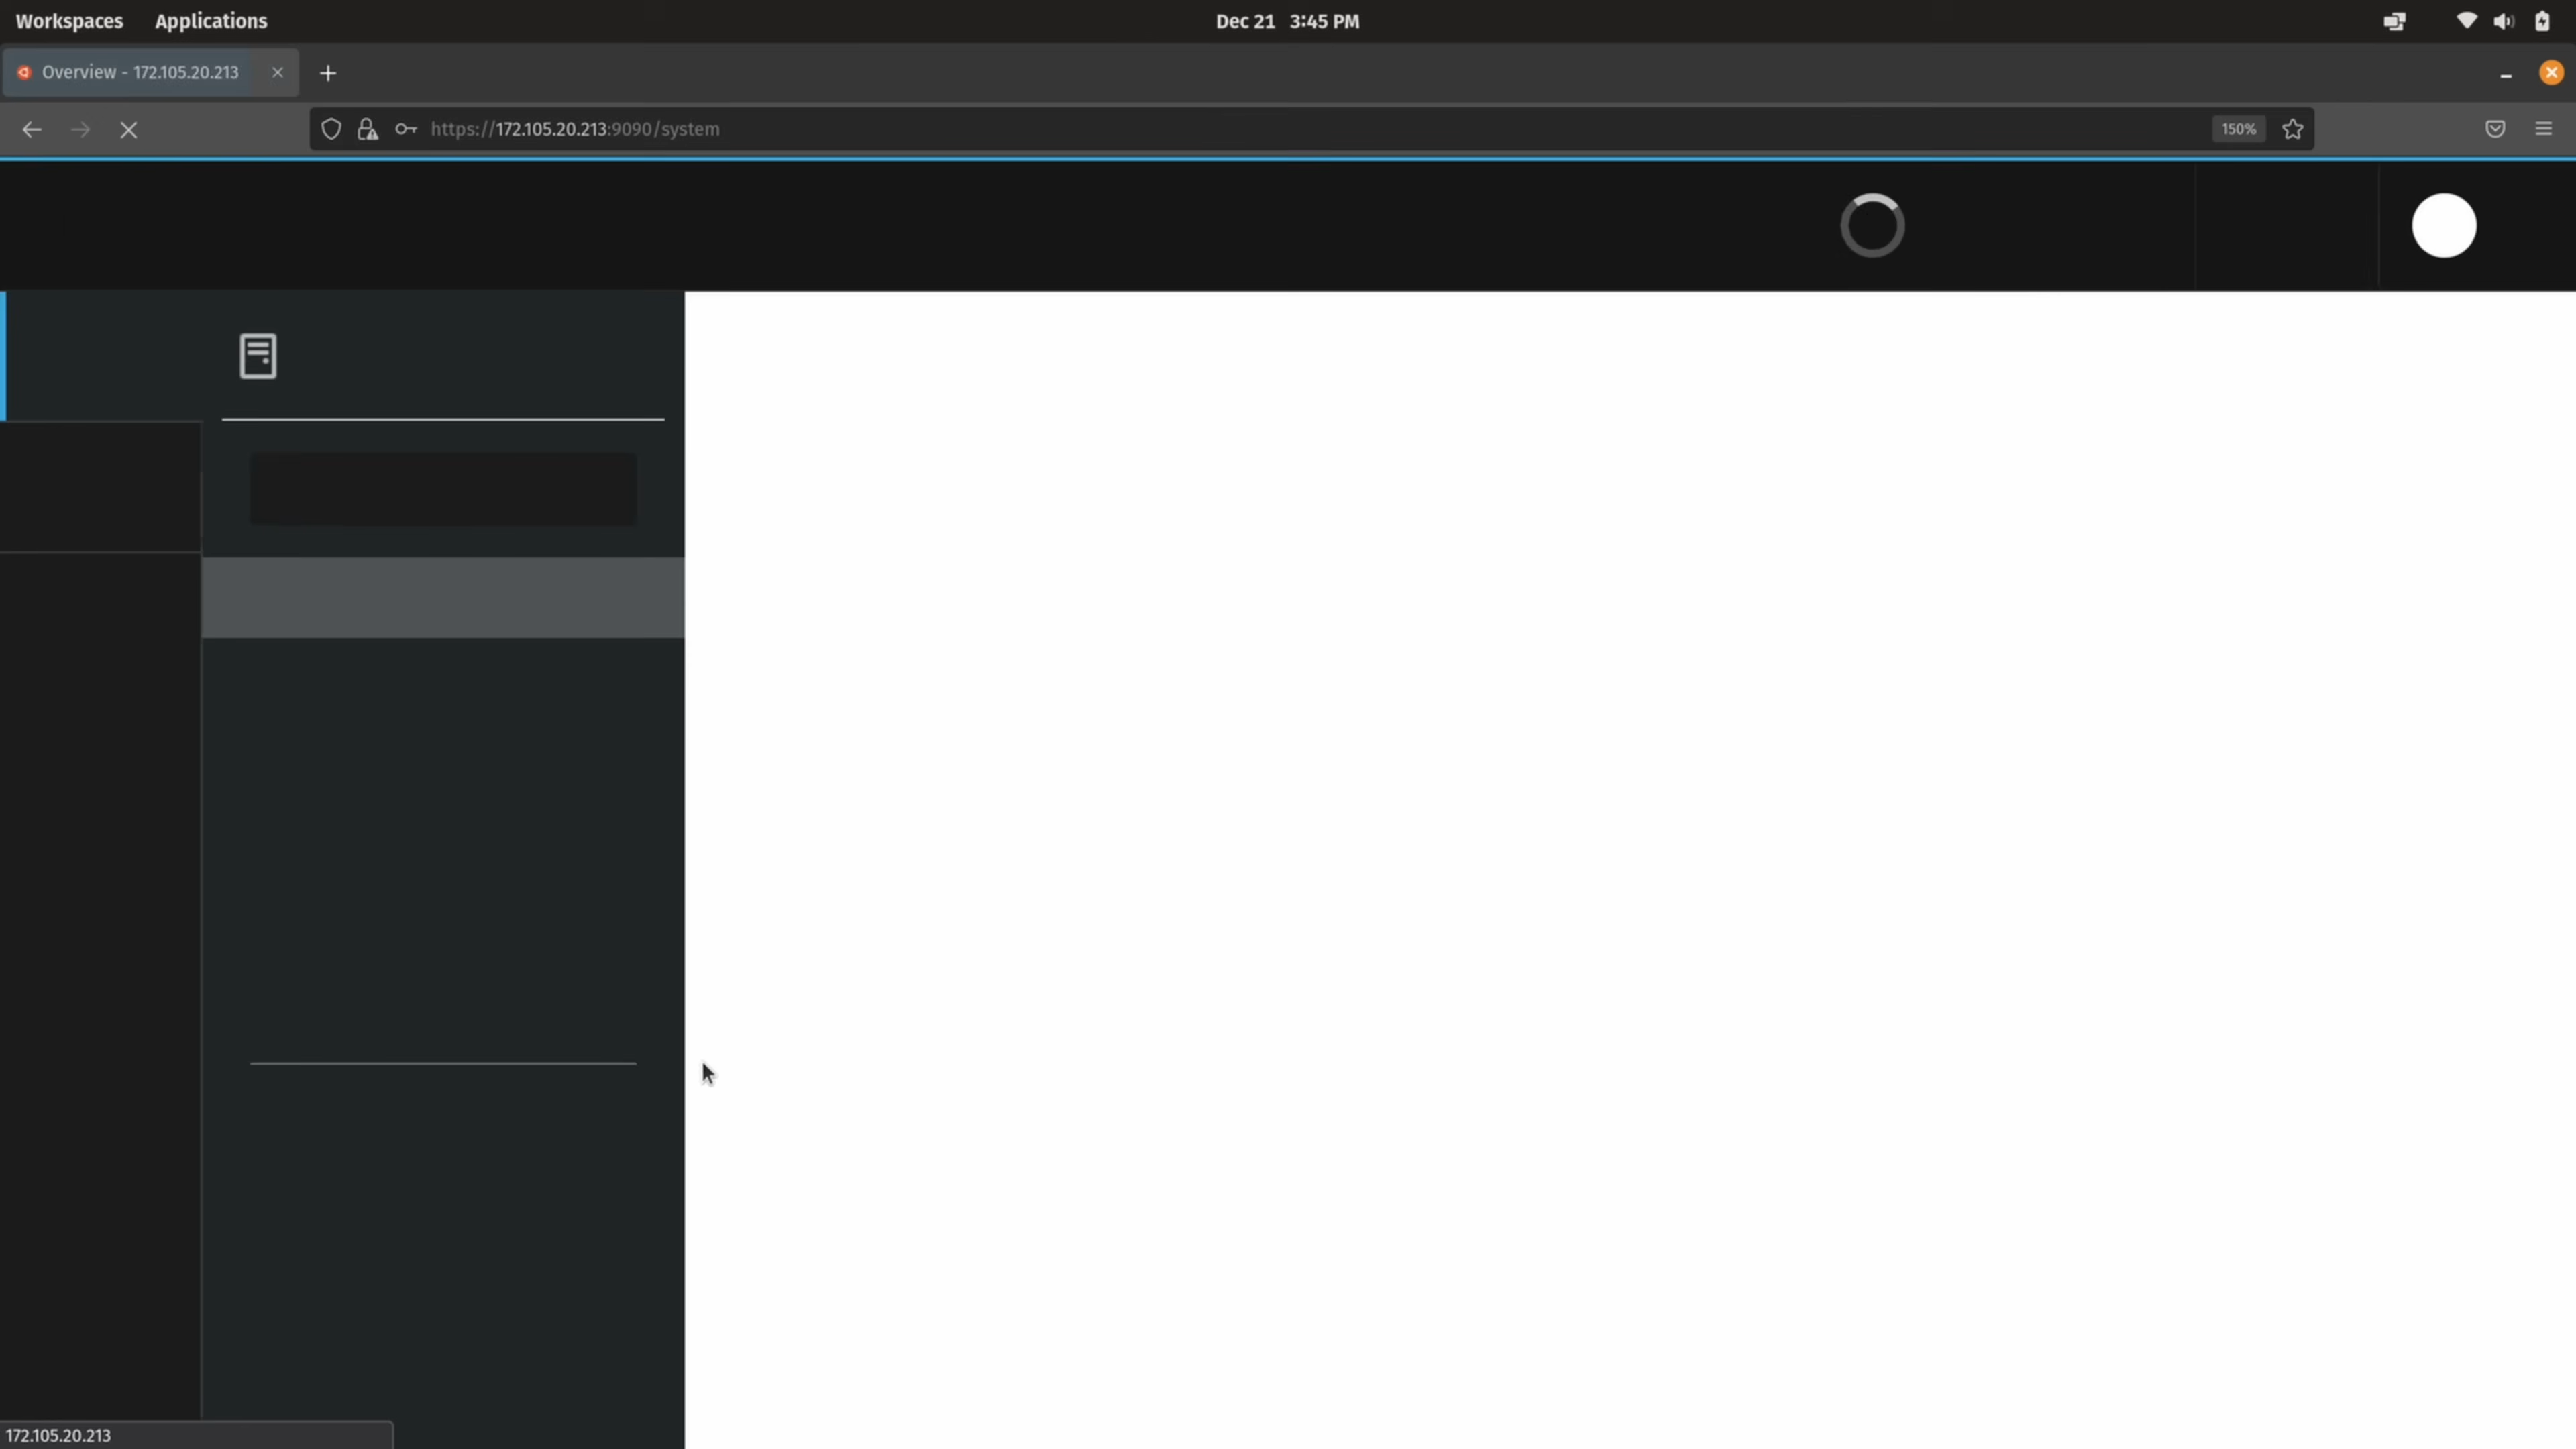 Workspaces Applications Dec 21 3:45 PM
Overview - 172.105.20.213
https://172.105.20.213:9090/system 150%
172.105.20.213